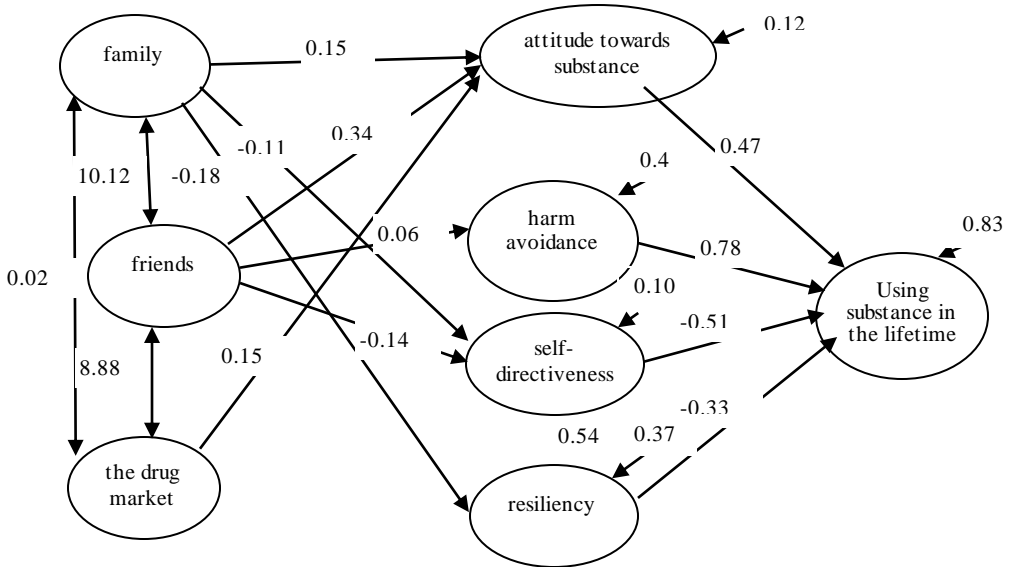 family
0.15
attitude towards
substance
0.12
0.34
-0.11
0.47
10.12
-0.18
0.4
harm
avoidance
0.06
0.78
0.83
friends
0.02
0.10
Using
substance in
the lifetime
-0.51
-0.14
0.15
8.88
self-
directiveness
-0.33
0.54
0.37
the drug
market
resiliency